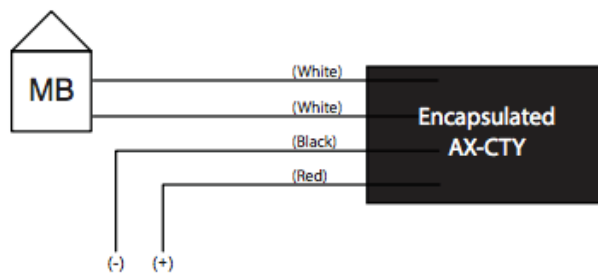 MB
(White)
(White)
(Black)
(Red)
Encapsulated
AX-CTY
(-) (+)